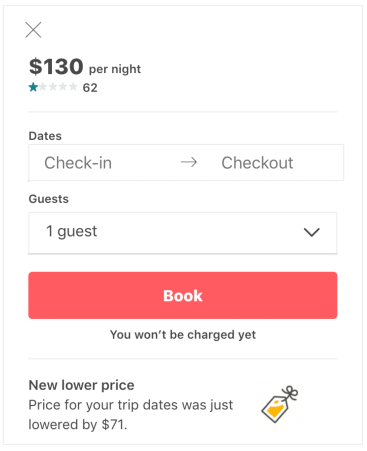 $130 per night
62
Dates
Check-in → Checkout
Guests
1 guest
Book
You won't be charged yet
New lower price
Price for your trip dates was just
lowered by $71.